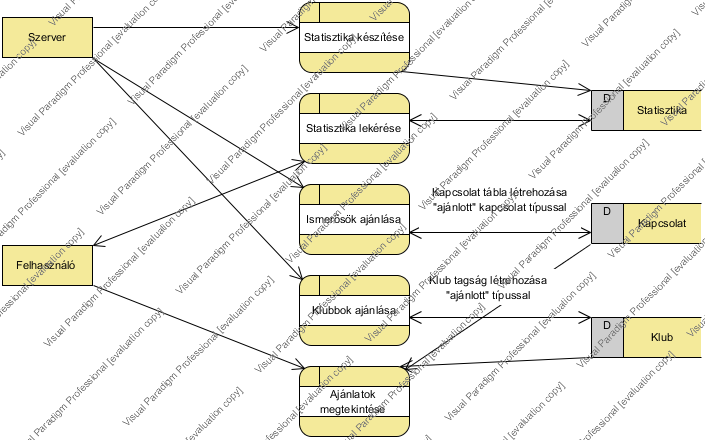 Szerver
Statisztika készítése
D
Statisztika
Statisztika lekérése
Kapcsolat tábla létrehozása
"ajánlott" kapcsolat típussal
Ismerősök ajánlása
D
Kapcsolat
Felhasználó
Klub tagság létrehozása
"ajánlott" típussal
Klubbok ajánlása
D
Klub
Ajánlatok
megtekintése
Visual Paradigm Professional [evaluation copy]